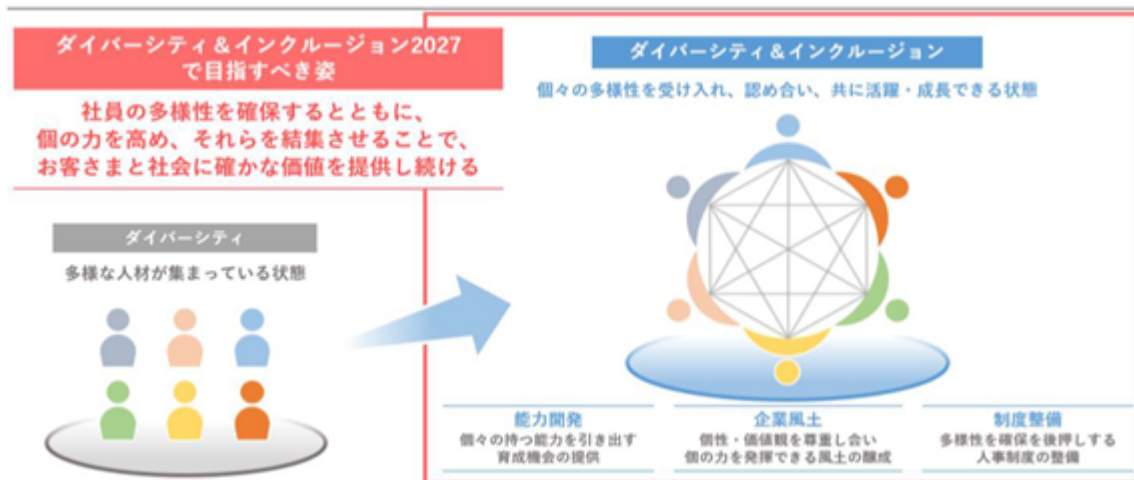 ダイバーシティ＆インクルージョン2027
で目指すべき姿
社員の多様性を確保するとともに、
個の力を高め、それらを結集させることで、
お客さまと社会に確かな価値を提供し続ける
ダイバーシティ
多様な人材が集まっている状態
ダイバーシティ＆インクルージョン
個々の多様性を受け入れ、認め合い、共に活躍・成長できる状態
能力開発
個々の持つ能力を引き出す
育成機会の提供
企業風土
個性・価値観を尊重し合い
個の力を発揮できる風土の醸成
制度整備
多様性を確保を後押しする
人事制度の整備